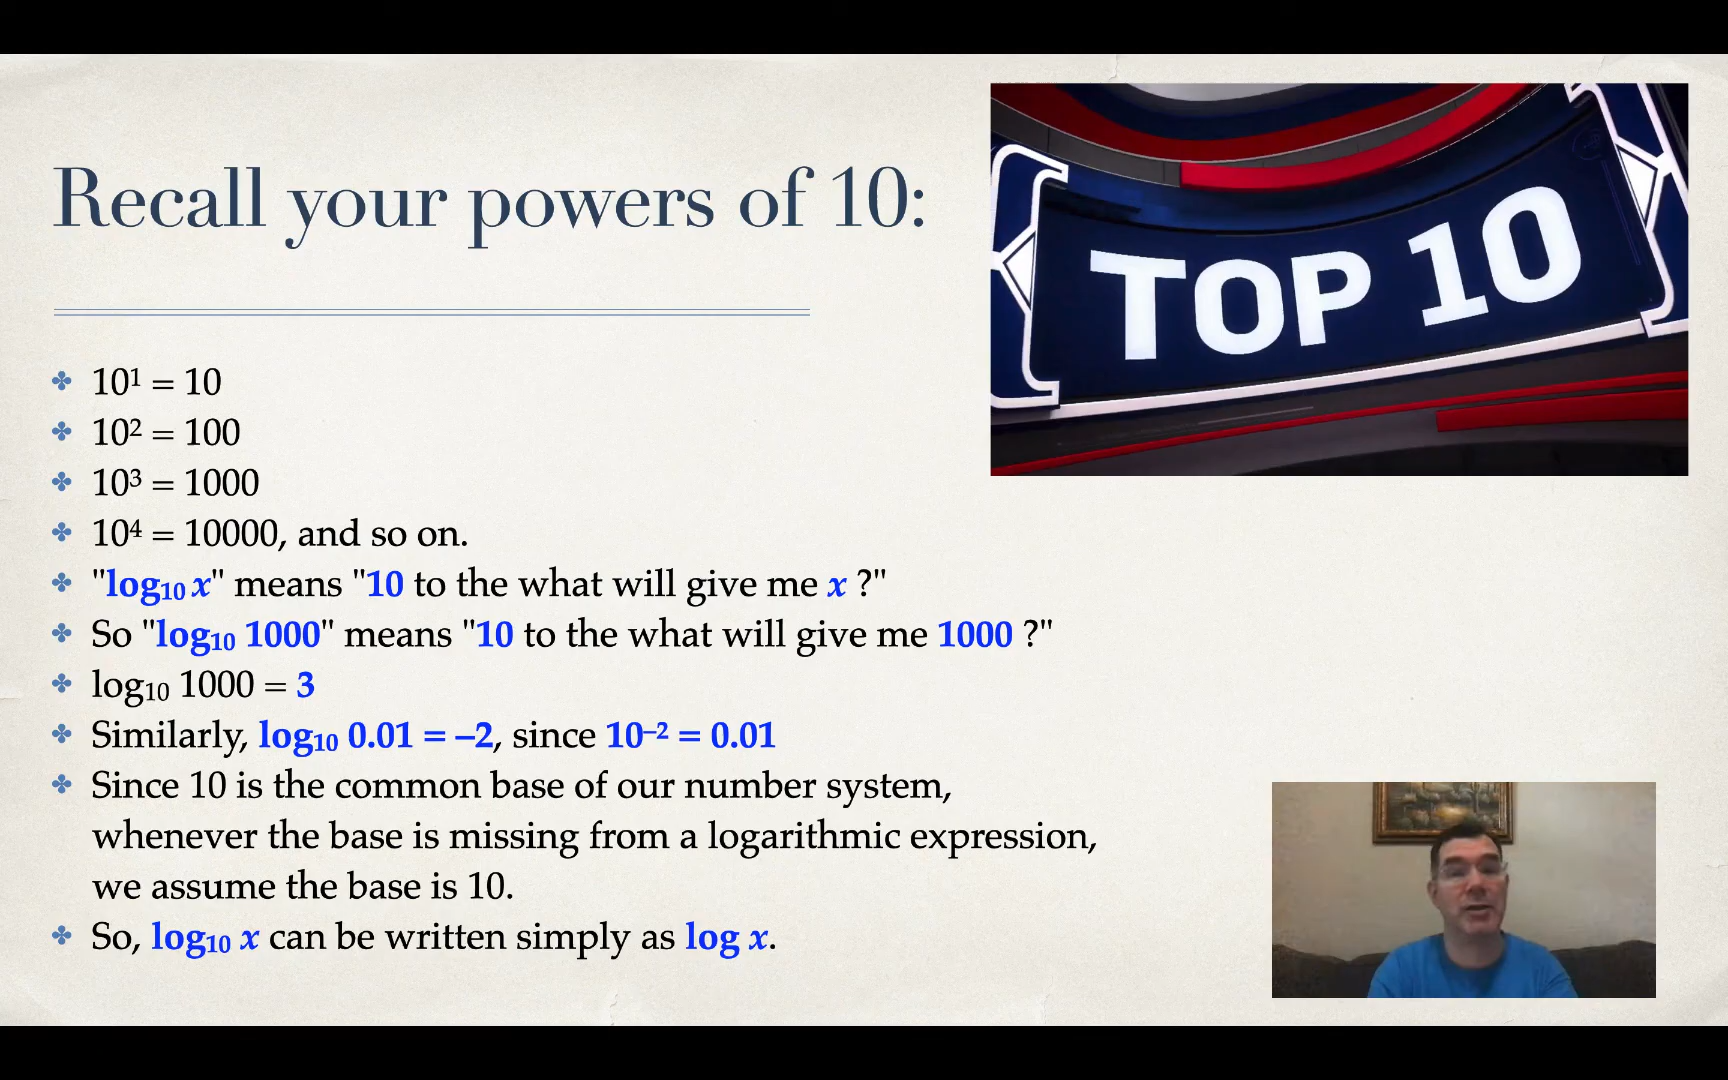 Recall your powers of 10:
TOP 10
10¹ = 10
10² = 100
10³ = 1000
10⁴ = 10000, and so on.
"log₁₀ x" means "10 to the what will give me x ?"
So "log₁₀ 1000" means "10 to the what will give me 1000 ?"
log₁₀ 1000 = 3
Similarly, log₁₀ 0.01 = –2, since 10⁻² = 0.01
Since 10 is the common base of our number system,
whenever the base is missing from a logarithmic expression,
we assume the base is 10.
So, log₁₀ x can be written simply as log x.